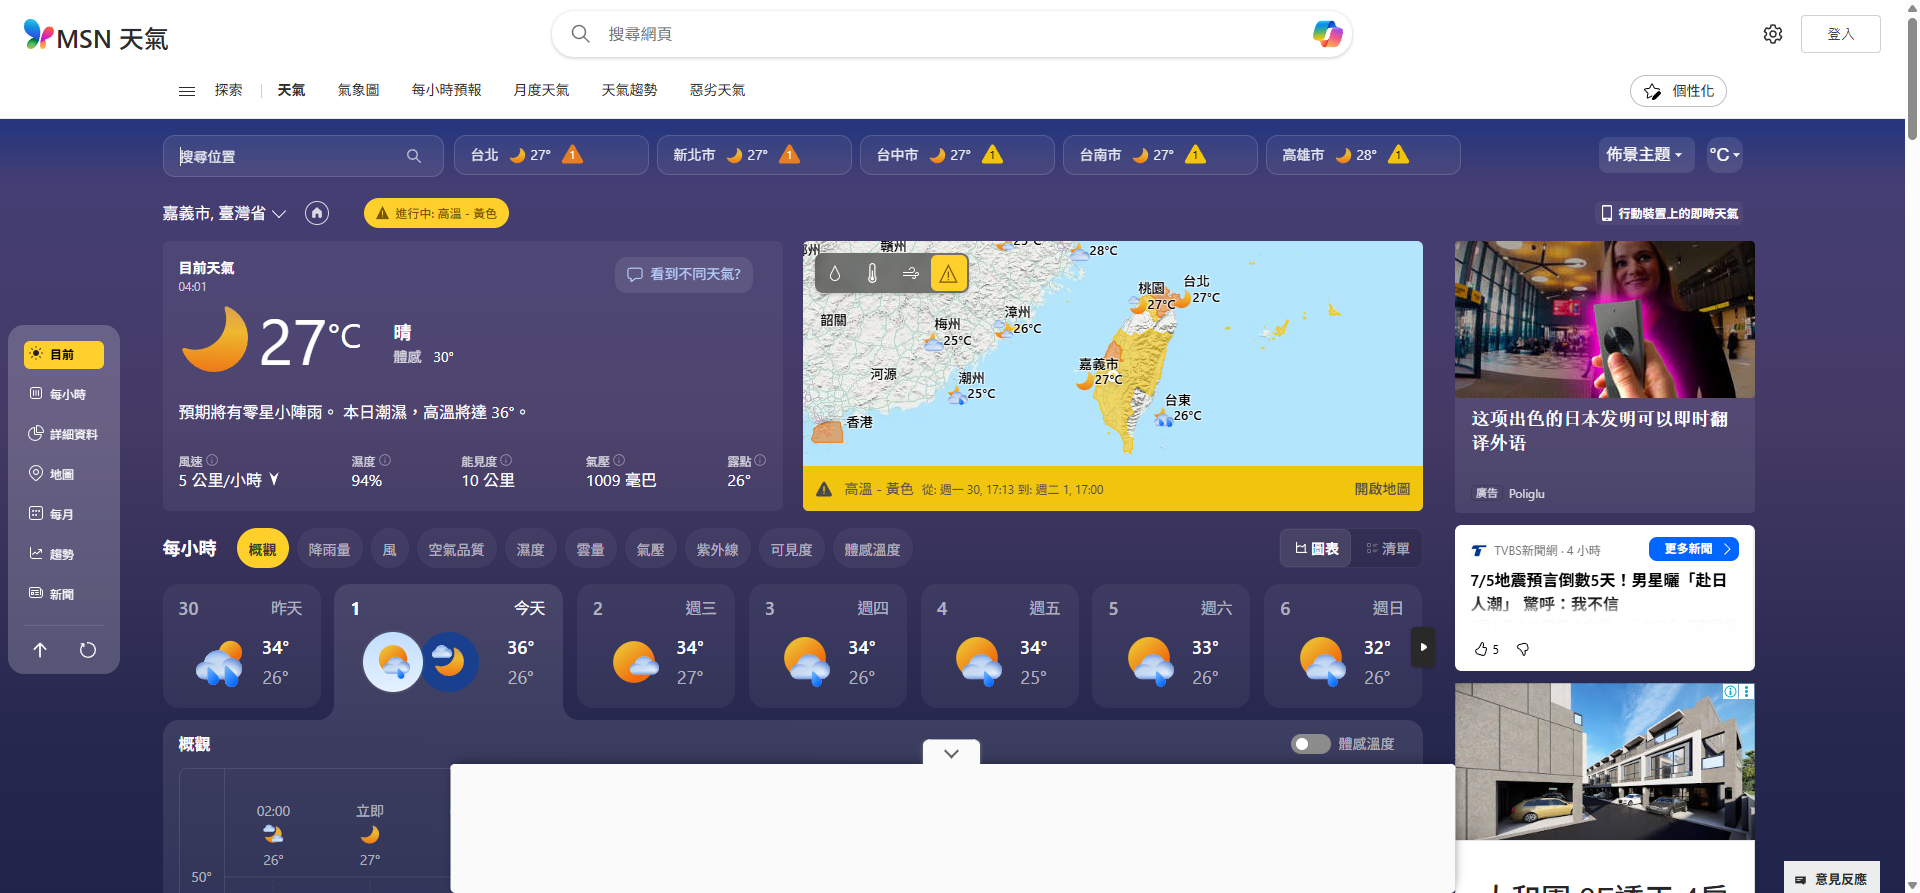 MSN 天氣
搜尋網頁
登入
探索
天氣
氣象圖
每小時預報
月度天氣
天氣趨勢
惡劣天氣
個性化
搜尋位置
台北 27° 1
新北市 27° 1
台中市 27° 1
台南市 27° 1
高雄市 28° 1
佈景主題
°C
嘉義市, 臺灣省
進行中: 高溫 - 黃色
行動裝置上的即時天氣
目前天氣
04:01
看到不同天氣?
27°C
晴
體感 30°
預期將有零星小陣雨。 本日潮濕，高溫將達 36°。
風速
5 公里/小時
濕度
94%
能見度
10 公里
氣壓
1009 毫巴
露點
26°
贛州
28°C
台北
27°C
桃園
27°C
韶關
漳州
26°C
梅州
25°C
嘉義市
27°C
河源
潮州
25°C
台東
26°C
香港
高溫 - 黃色 從: 週一 30, 17:13 到: 週二 1, 17:00
開啟地圖
这项出色的日本发明可以即时翻
译外语
廣告 Poliglu
目前
每小時
詳細資料
地圖
每月
趨勢
新聞
每小時
概觀
降雨量
風
空氣品質
濕度
雲量
氣壓
紫外線
可見度
體感溫度
圖表
清單
30 昨天
34°
26°
1 今天
36°
26°
2 週三
34°
27°
3 週四
34°
26°
4 週五
34°
25°
5 週六
33°
26°
6 週日
32°
26°
TVBS新聞網 · 4 小時
更多新聞
7/5地震預言倒數5天！男星曬「赴日
人潮」 驚呼：我不信
5
概觀
體感溫度
02:00
26°
立即
27°
50°
意見反應